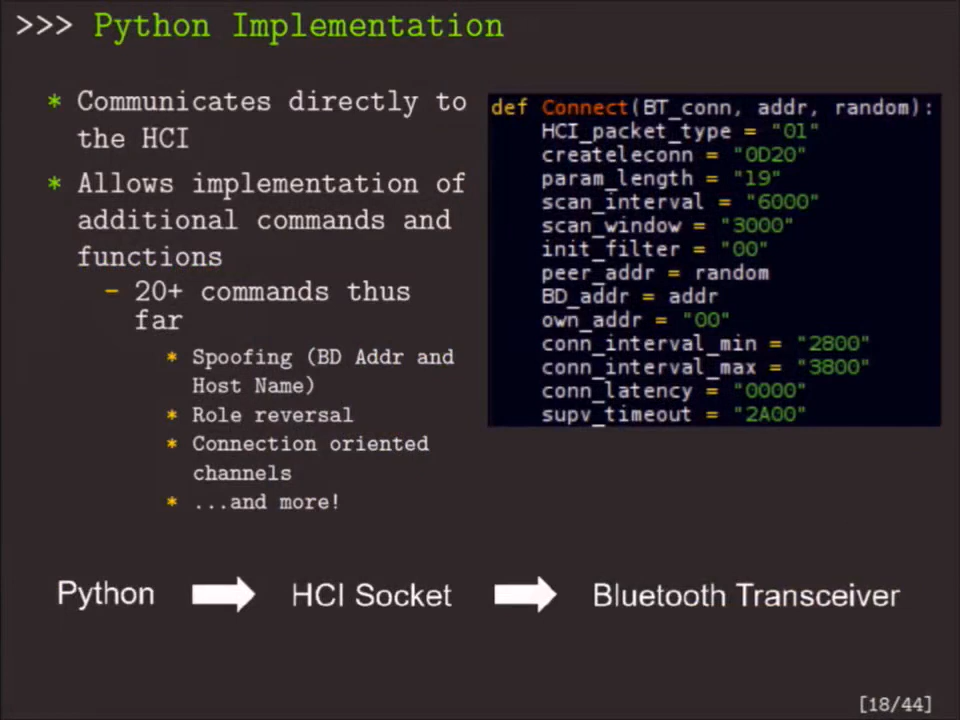 >>> Python Implementation
* Communicates directly to
the HCI
* Allows implementation of
additional commands and
functions
- 20+ commands thus
far
* Spoofing (BD Addr and
Host Name)
* Role reversal
* Connection oriented
channels
* ...and more!
def Connect(BT_conn, addr, random):
HCI_packet_type = "01"
createleconn = "0D20"
param_length = "19"
scan_interval = "6000"
scan_window = "3000"
init_filter = "00"
peer_addr = random
BD_addr = addr
own_addr = "00"
conn_interval_min = "2800"
conn_interval_max = "3800"
conn_latency = "0000"
supv_timeout = "2A00"
Python HCI Socket Bluetooth Transceiver
[18/44]